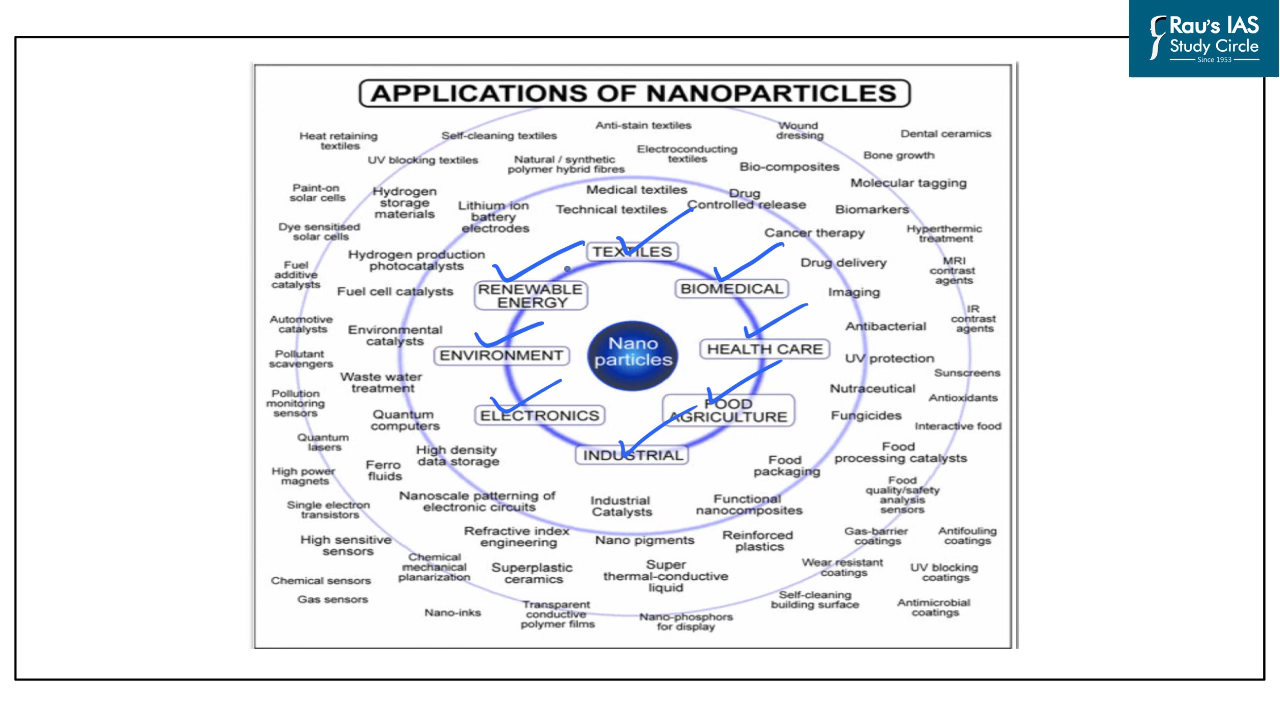 Rau's IAS
Study Circle
Since 1953
APPLICATIONS OF NANOPARTICLES
Heat retaining
textiles
Self-cleaning textiles
Anti-stain textiles
Wound
dressing
Dental ceramics
UV blocking textiles
Natural / synthetic
polymer hybrid fibres
Electroconducting
textiles
Bio-composites
Bone growth
Paint-on
solar cells
Hydrogen
storage
materials
Lithium ion
battery
electrodes
Medical textiles
Technical textiles
Drug
Controlled release
Molecular tagging
Biomarkers
Dye sensitised
solar cells
Cancer therapy
Hyperthermic
treatment
Hydrogen production
photocatalysts
TEXTILES
Drug delivery
MRI
contrast
agents
Fuel
additive
catalysts
Fuel cell catalysts
RENEWABLE
ENERGY
BIOMEDICAL
Imaging
IR
contrast
agents
Automotive
catalysts
Environmental
catalysts
Nano
particles
Antibacterial
Pollutant
scavengers
ENVIRONMENT
HEALTH CARE
UV protection
Sunscreens
Waste water
treatment
Nutraceutical
Antioxidants
Pollution
monitoring
sensors
Quantum
computers
ELECTRONICS
FOOD
AGRICULTURE
Fungicides
Interactive food
Quantum
lasers
High density
data storage
INDUSTRIAL
Food
processing catalysts
High power
magnets
Ferro
fluids
Food
packaging
Food
quality/safety
analysis
sensors
Single electron
transistors
Nanoscale patterning of
electronic circuits
Industrial
Catalysts
Functional
nanocomposites
High sensitive
sensors
Refractive index
engineering
Nano pigments
Reinforced
plastics
Gas-barrier
coatings
Antifouling
coatings
Chemical sensors
Chemical
mechanical
planarization
Superplastic
ceramics
Super
thermal-conductive
liquid
Wear resistant
coatings
UV blocking
coatings
Gas sensors
Nano-inks
Transparent
conductive
polymer films
Nano-phosphors
for display
Self-cleaning
building surface
Antimicrobial
coatings